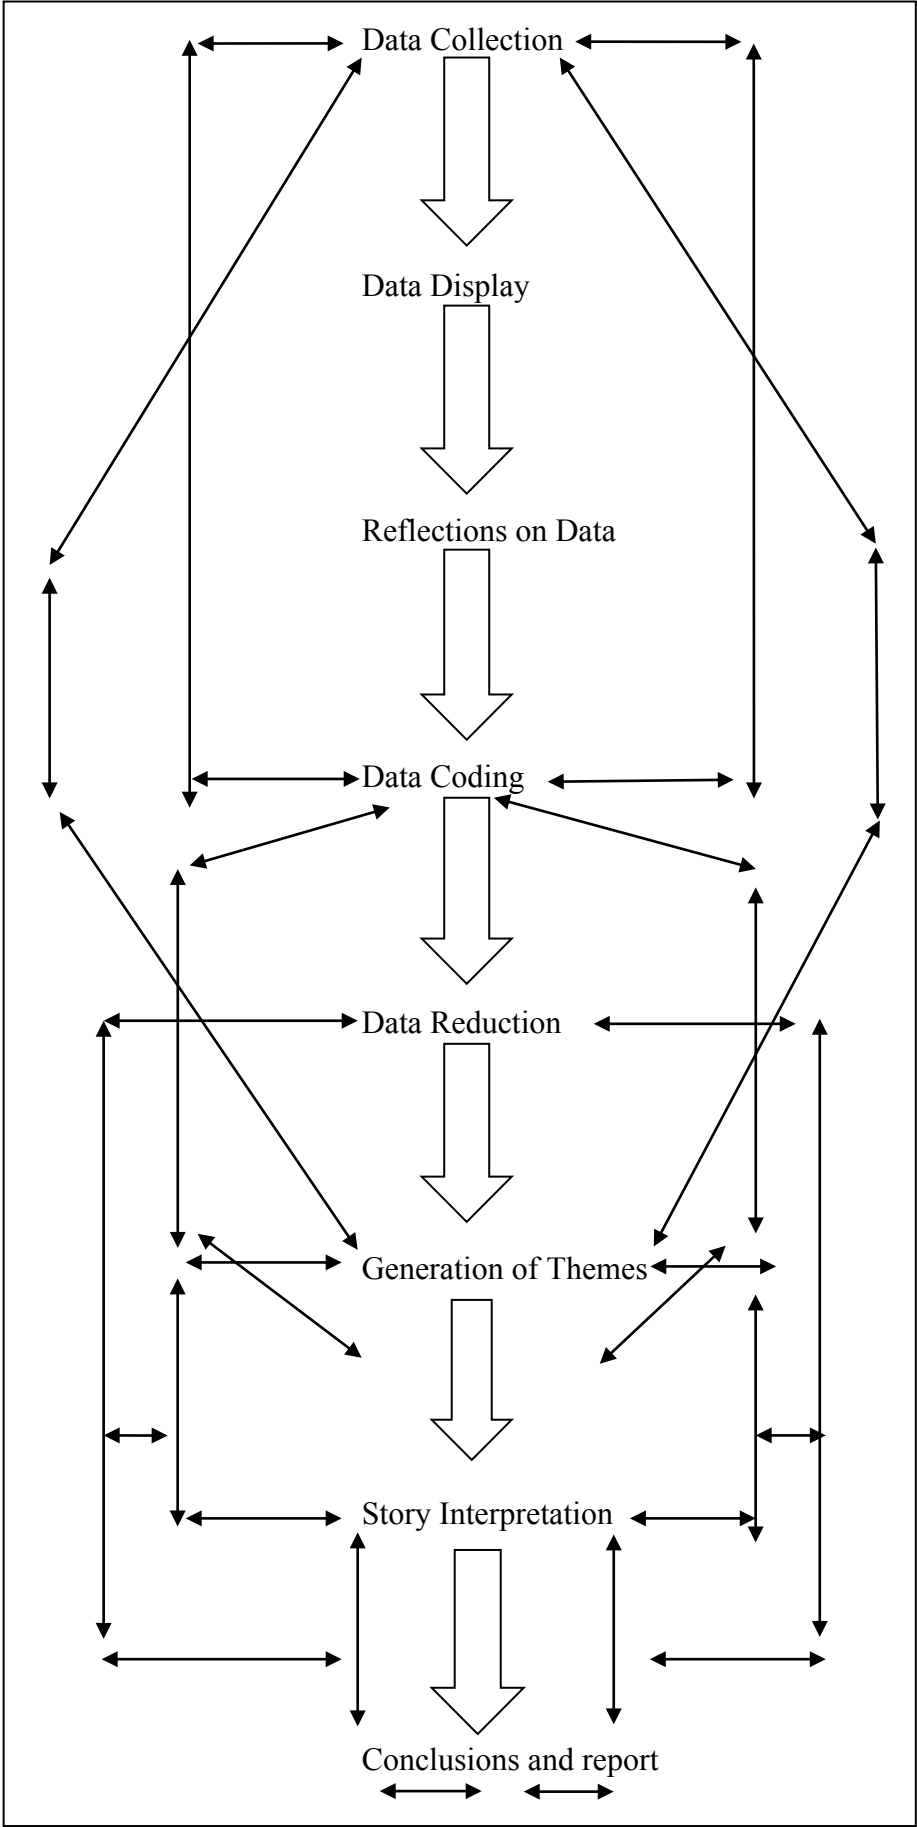 Data Collection
Data Display
Reflections on Data
Data Coding
Data Reduction
Generation of Themes
Story Interpretation
Conclusions and report